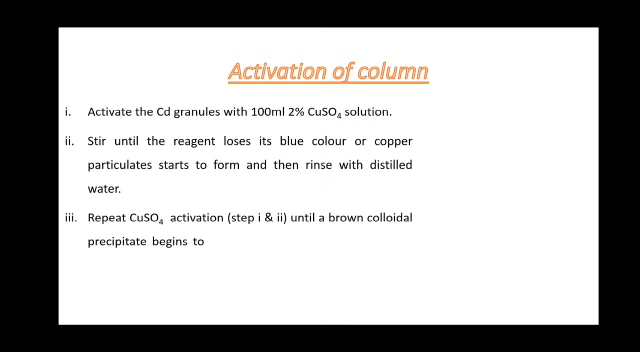 Activation of column
i. Activate the Cd granules with 100ml 2% CuSO4 solution.
ii. Stir until the reagent loses its blue colour or copper
particulates starts to form and then rinse with distilled
water.
iii. Repeat CuSO4 activation (step i & ii) until a brown colloidal
precipitate begins to